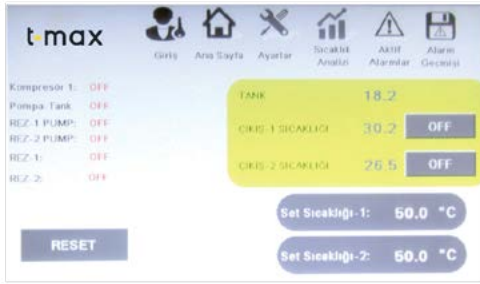 t-max
Giriş
Ana Sayfa
Ayarlar
Sıcaklık
Analizi
Aktif
Alarmlar
Alarm
Geçmişi
Kompresör 1: OFF
Pompa-Tank OFF
REZ-1 PUMP: OFF
REZ-2 PUMP: OFF
REZ-1: OFF
REZ-2: OFF
TANK 18.2
ÇIKIŞ-1 SICAKLIĞI 30.2 OFF
ÇIKIŞ-2 SICAKLIĞI 26.5 OFF
Set Sıcaklığı-1: 50.0 °C
Set Sıcaklığı-2: 50.0 °C
RESET